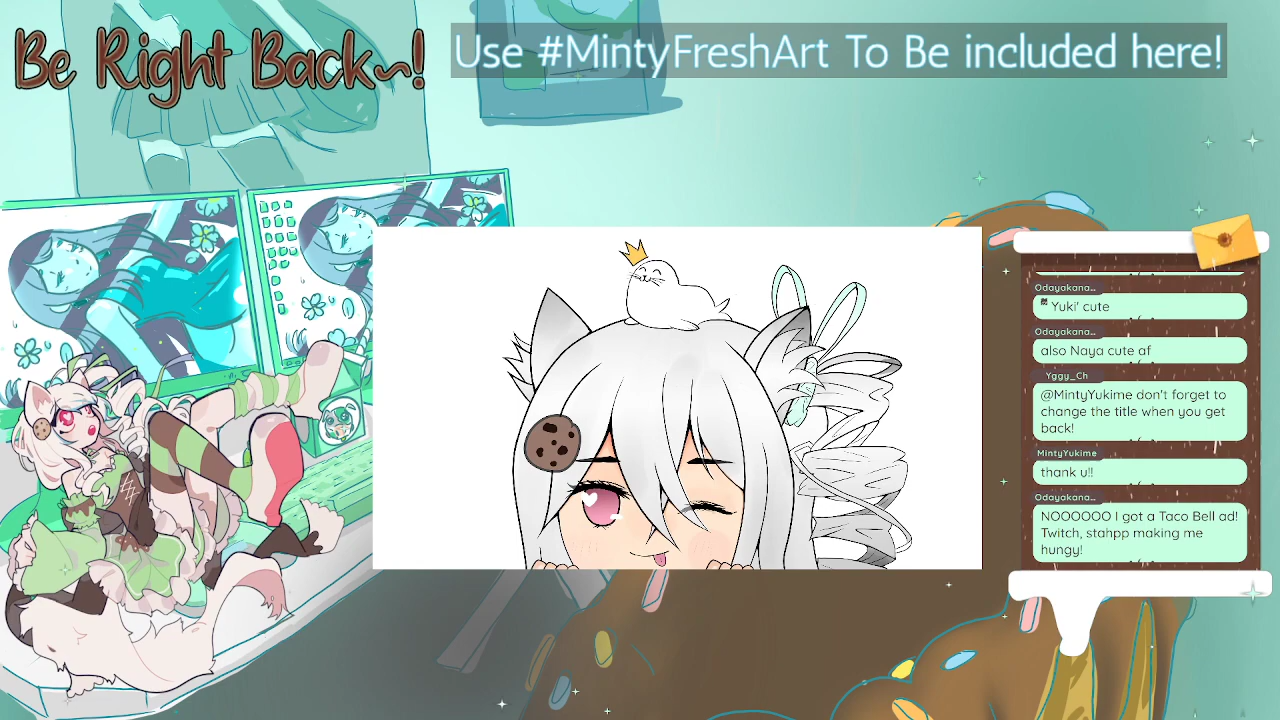 Be Right Back~!
Use #MintyFreshArt To Be included here!
Odayakana...
Yuki' cute
Odayakana...
also Naya cute af
Yggy_Ch
@MintyYukime don't forget to
change the title when you get
back!
MintyYukime
thank u!!
Odayakana...
NOOOOOO I got a Taco Bell ad!
Twitch, stahpp making me
hungy!